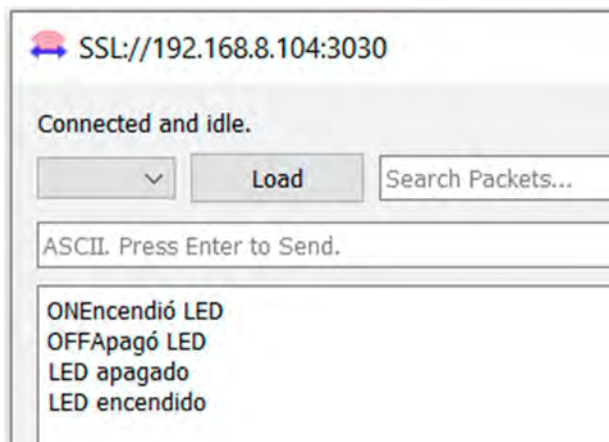 SSL://192.168.8.104:3030
Connected and idle.
Load
Search Packets...
ASCII. Press Enter to Send.
ONEncendió LED
OFFApagó LED
LED apagado
LED encendido